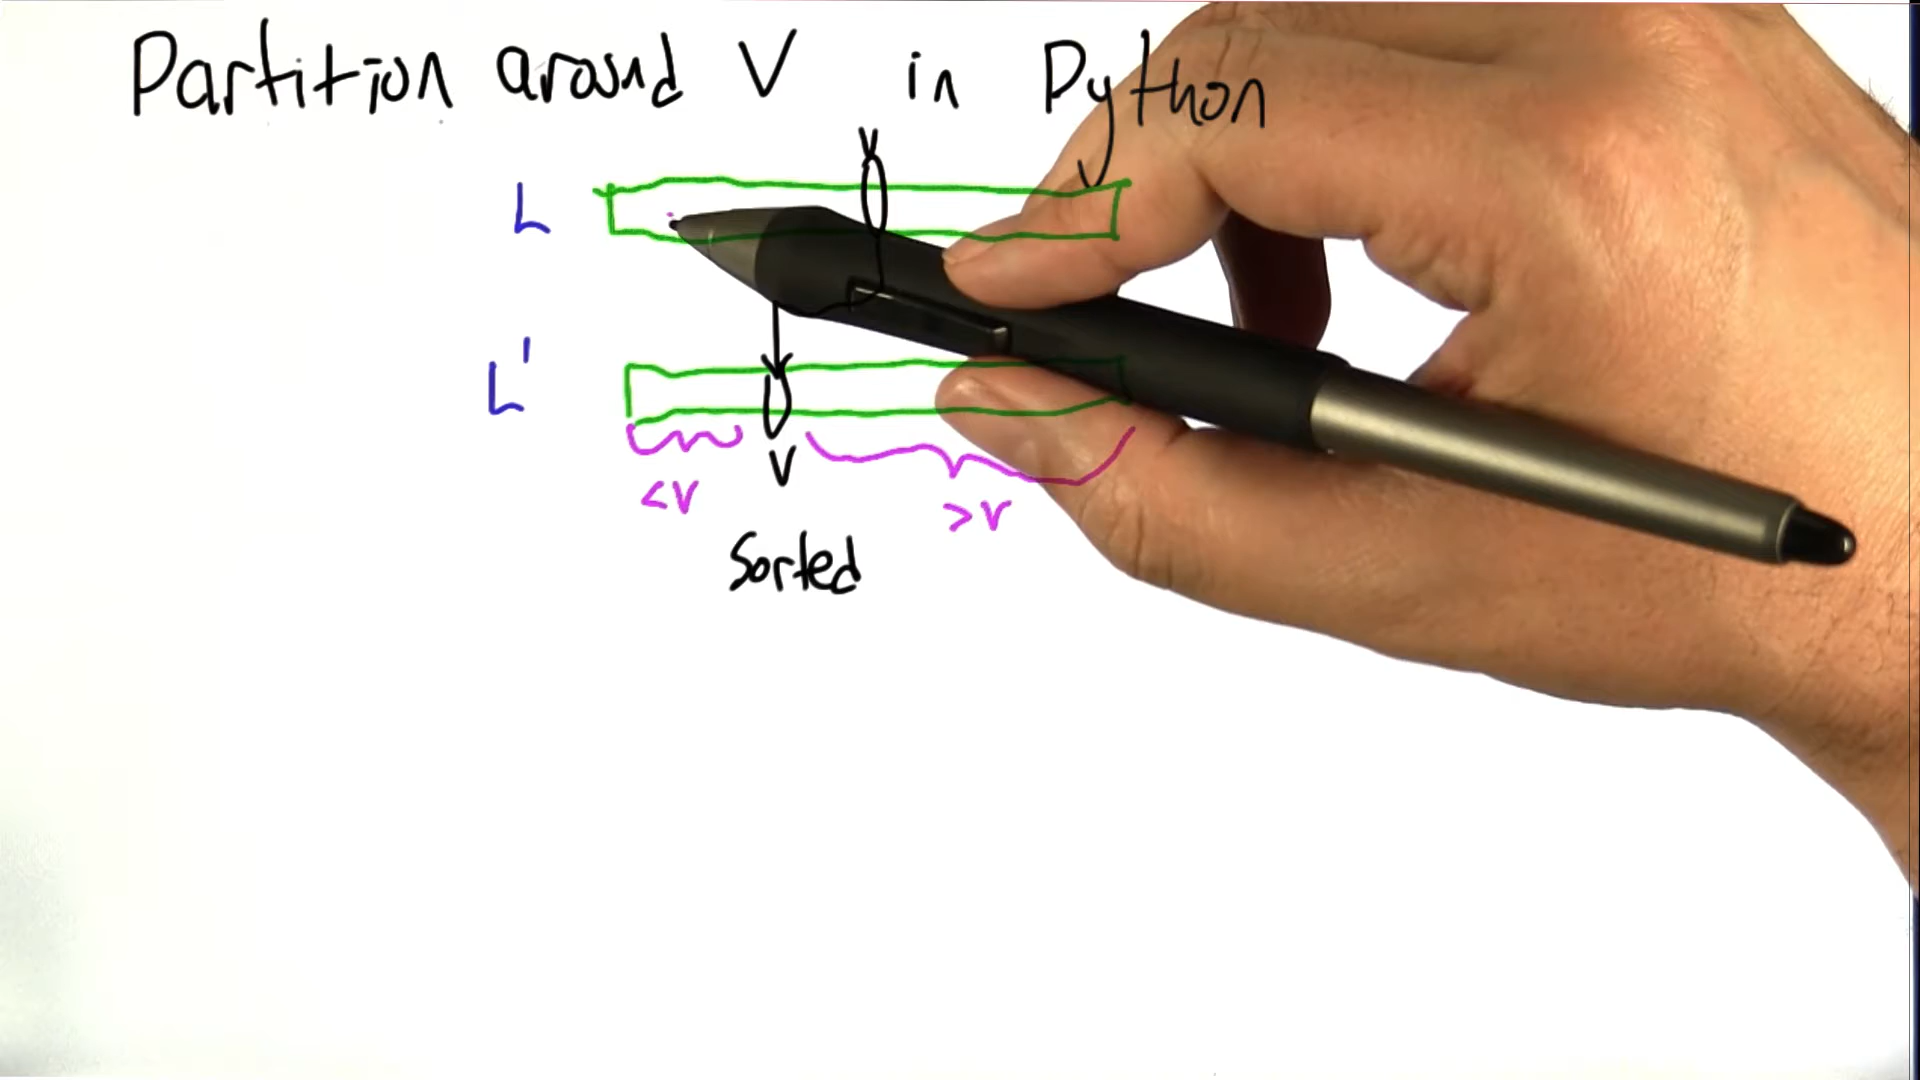 Partition around V in Python
V
L
L'
V
<V >V
Sorted